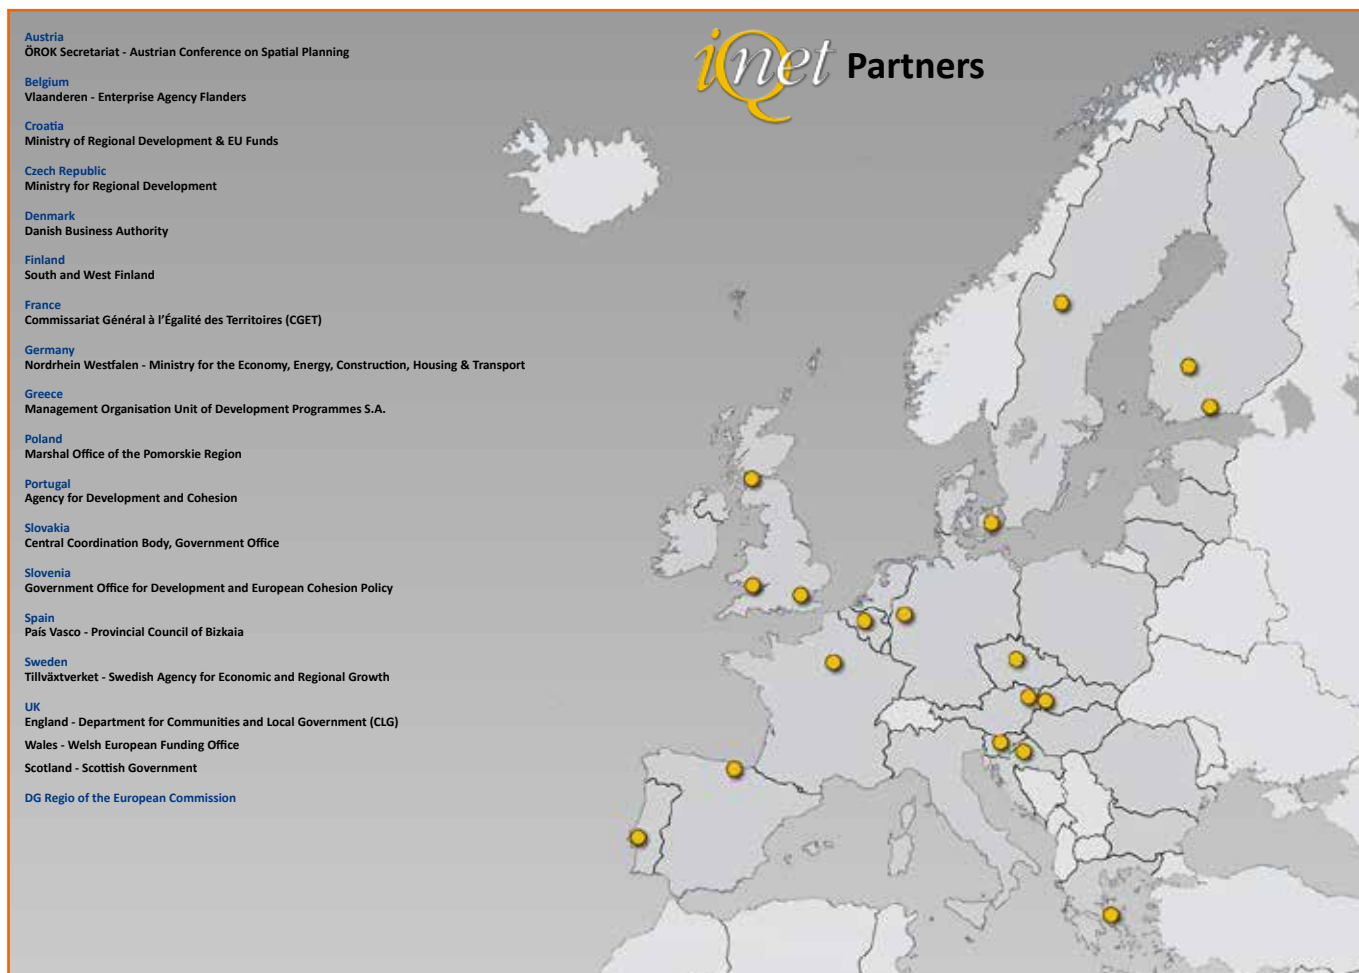 iQnet Partners
Austria
ÖROK Secretariat - Austrian Conference on Spatial Planning
Belgium
Vlaanderen - Enterprise Agency Flanders
Croatia
Ministry of Regional Development & EU Funds
Czech Republic
Ministry for Regional Development
Denmark
Danish Business Authority
Finland
South and West Finland
France
Commissariat Général à l’Égalité des Territoires (CGET)
Germany
Nordrhein Westfalen - Ministry for the Economy, Energy, Construction, Housing & Transport
Greece
Management Organisation Unit of Development Programmes S.A.
Poland
Marshal Office of the Pomorskie Region
Portugal
Agency for Development and Cohesion
Slovakia
Central Coordination Body, Government Office
Slovenia
Government Office for Development and European Cohesion Policy
Spain
País Vasco - Provincial Council of Bizkaia
Sweden
Tillväxtverket - Swedish Agency for Economic and Regional Growth
UK
England - Department for Communities and Local Government (CLG)
Wales - Welsh European Funding Office
Scotland - Scottish Government
DG Regio of the European Commission